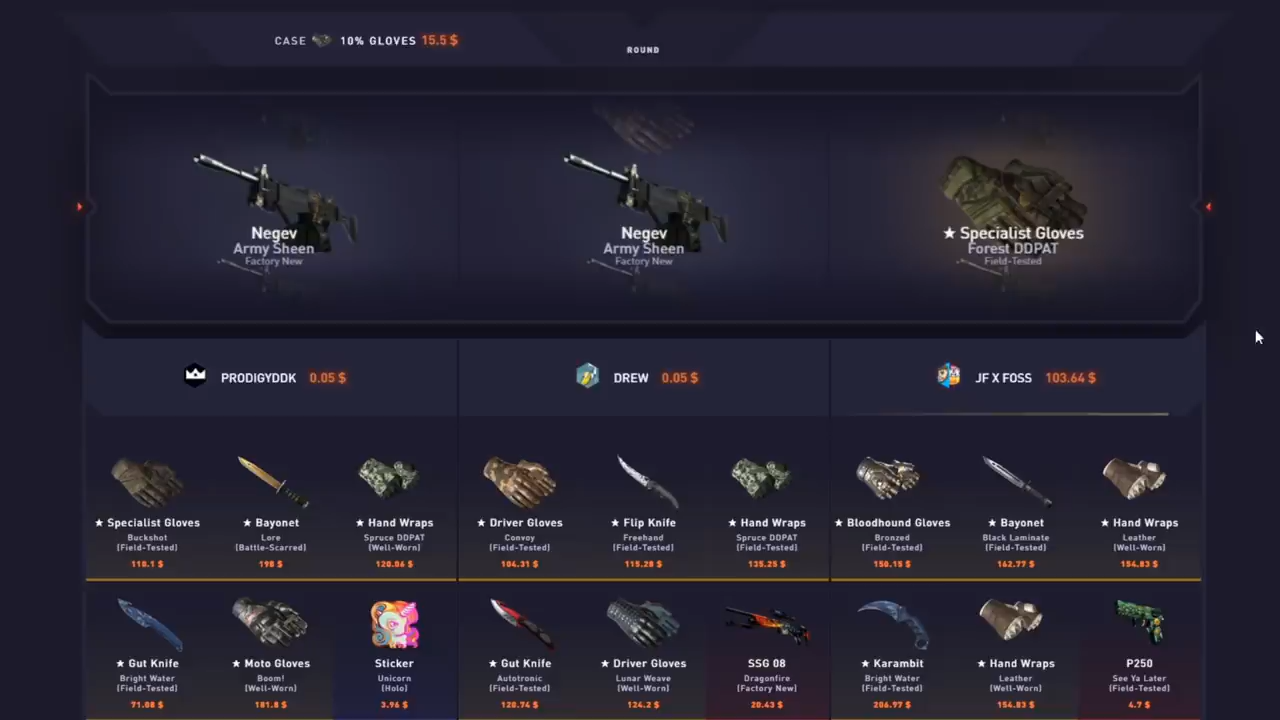 CASE 10% GLOVES 15.5 $
ROUND
Negev
Army Sheen
Factory New
Negev
Army Sheen
Factory New
★ Specialist Gloves
Forest DDPAT
Field-Tested
PRODIGYDDK 0.05 $
DREW 0.05 $
JF X FOSS 103.64 $
★ Specialist Gloves
Buckshot
(Field-Tested)
110.1 $
★ Bayonet
Lore
(Battle-Scarred)
198 $
★ Hand Wraps
Spruce DDPAT
(Well-Worn)
120.06 $
★ Driver Gloves
Convoy
(Field-Tested)
104.31 $
★ Flip Knife
Freehand
(Field-Tested)
115.28 $
★ Hand Wraps
Spruce DDPAT
(Field-Tested)
135.25 $
★ Bloodhound Gloves
Bronzed
(Field-Tested)
150.15 $
★ Bayonet
Black Laminate
(Field-Tested)
162.77 $
★ Hand Wraps
Leather
(Well-Worn)
154.83 $
★ Gut Knife
Bright Water
(Field-Tested)
71.08 $
★ Moto Gloves
Boom!
(Well-Worn)
181.8 $
Sticker
Unicorn
(Holo)
3.96 $
★ Gut Knife
Autotronic
(Field-Tested)
120.74 $
★ Driver Gloves
Lunar Weave
(Well-Worn)
124.2 $
SSG 08
Dragonfire
(Factory New)
20.43 $
★ Karambit
Bright Water
(Field-Tested)
206.97 $
★ Hand Wraps
Leather
(Well-Worn)
154.83 $
P250
See Ya Later
(Field-Tested)
4.7 $